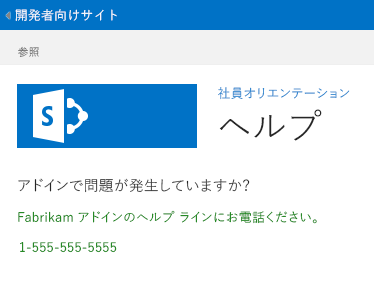 開発者向けサイト
参照
S
社員オリエンテーション
ヘルプ
アドインで問題が発生していますか?
Fabrikam アドインのヘルプ ラインにお電話ください。
1-555-555-5555